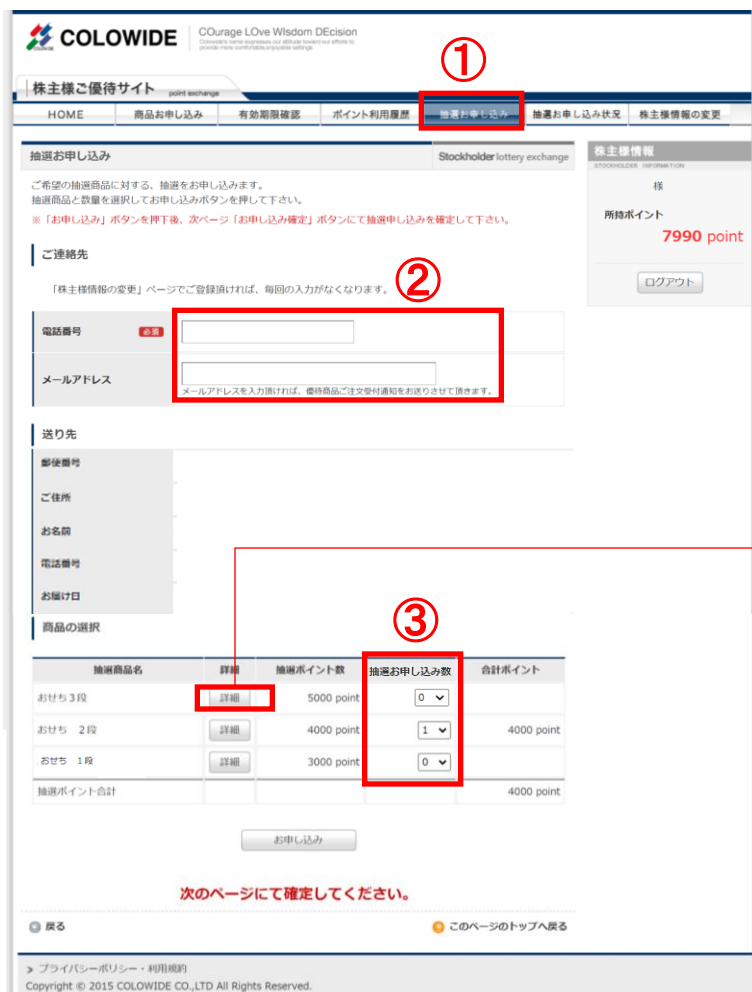 COLOWIDE
COurage LOve WIsdom DEcision
Colowide's name expresses our attitude toward our efforts to
provide more comfortable,enjoyable settings.
①
株主様ご優待サイト point exchange
HOME 商品お申し込み 有効期限確認 ポイント利用履歴 抽選お申し込み 抽選お申し込み状況 株主様情報の変更
抽選お申し込み Stockholder lottery exchange
株主様情報
STOCKHOLDER INFORMATION
様
所持ポイント
7990 point
ログアウト
ご希望の抽選商品に対する、抽選をお申し込みます。
抽選商品と数量を選択してお申し込みボタンを押して下さい。
※「お申し込み」ボタンを押下後、次ページ「お申し込み確定」ボタンにて抽選申し込みを確定して下さい。
ご連絡先
②
「株主様情報の変更」ページでご登録頂ければ、毎回の入力がなくなります。
電話番号 必須
メールアドレス
メールアドレスを入力頂ければ、優待商品ご注文受付通知をお送りさせて頂きます。
送り先
郵便番号
ご住所
お名前
電話番号
お届け日
③
商品の選択
抽選商品名 詳細 抽選ポイント数 抽選お申し込み数 合計ポイント
おせち3段 詳細 5000 point 0
おせち 2段 詳細 4000 point 1 4000 point
おせち 1段 詳細 3000 point 0
抽選ポイント合計 4000 point
お申し込み
次のページにて確定してください。
戻る このページのトップへ戻る
プライバシーポリシー・利用規約
Copyright © 2015 COLOWIDE CO.,LTD All Rights Reserved.